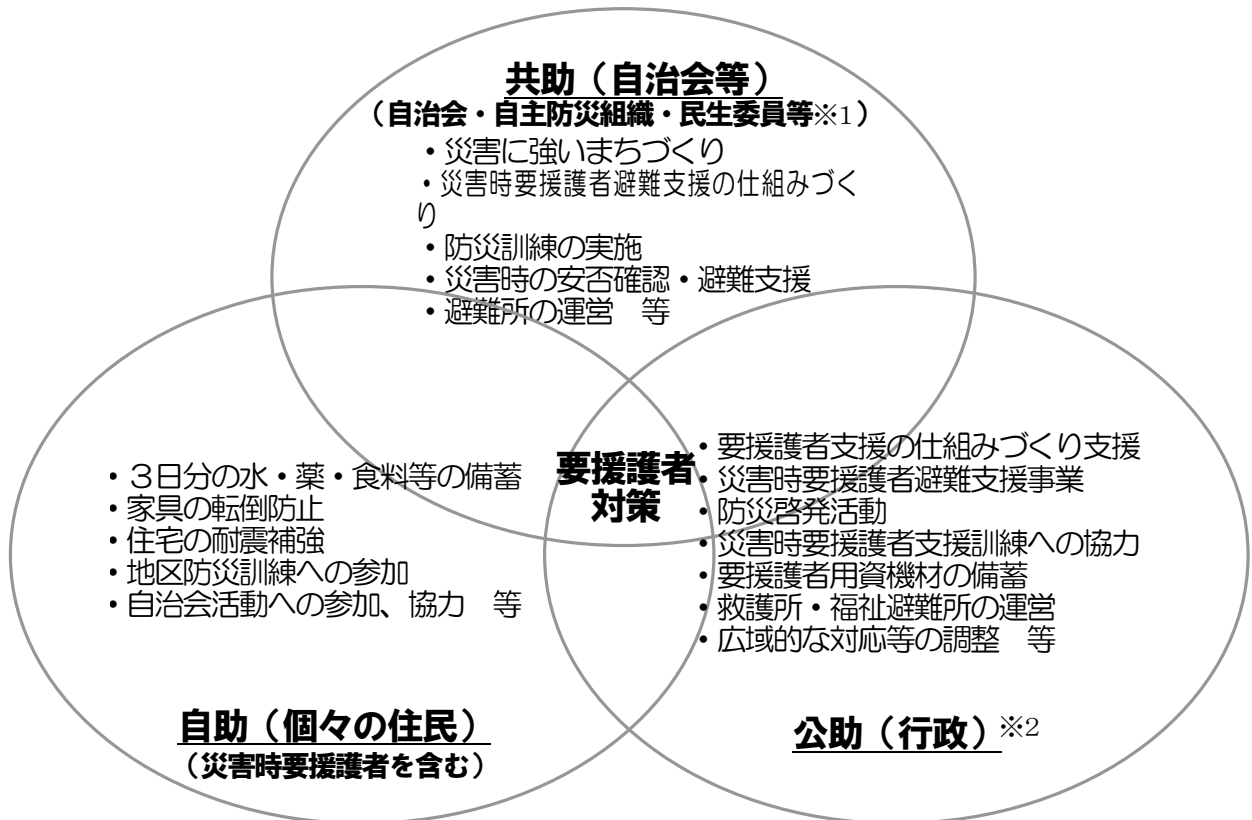 共助（自治会等）
（自治会・自主防災組織・民生委員等※1）
・災害に強いまちづくり
・災害時要援護者避難支援の仕組みづく
り
・防災訓練の実施
・災害時の安否確認・避難支援
・避難所の運営　等
・３日分の水・薬・食料等の備蓄
・家具の転倒防止
・住宅の耐震補強
・地区防災訓練への参加
・自治会活動への参加、協力　等
要援護者
対策
・要援護者支援の仕組みづくり支援
・災害時要援護者避難支援事業
・防災啓発活動
・災害時要援護者支援訓練への協力
・要援護者用資機材の備蓄
・救護所・福祉避難所の運営
・広域的な対応等の調整　等
自助（個々の住民）
（災害時要援護者を含む）
公助（行政）※2